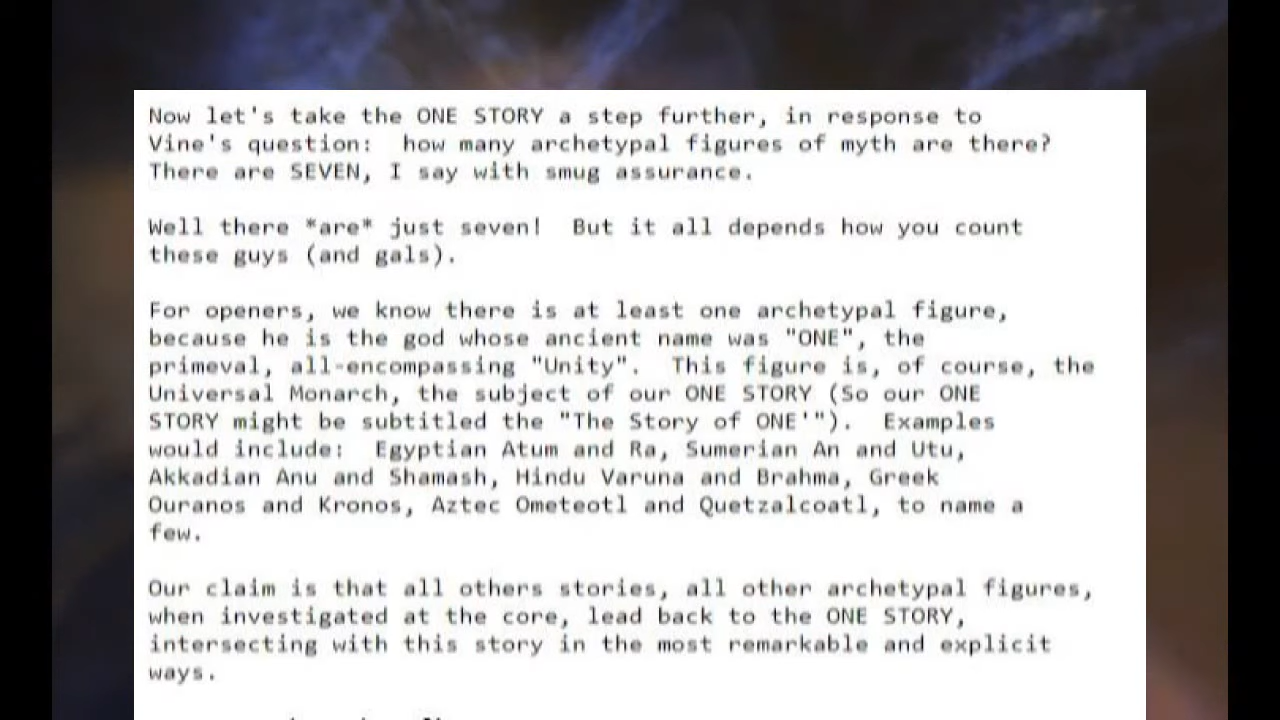 Now let's take the ONE STORY a step further, in response to
Vine's question:  how many archetypal figures of myth are there?
There are SEVEN, I say with smug assurance.
Well there *are* just seven!  But it all depends how you count
these guys (and gals).
For openers, we know there is at least one archetypal figure,
because he is the god whose ancient name was "ONE", the
primeval, all-encompassing "Unity".  This figure is, of course, the
Universal Monarch, the subject of our ONE STORY (So our ONE
STORY might be subtitled the "The Story of ONE'").  Examples
would include:  Egyptian Atum and Ra, Sumerian An and Utu,
Akkadian Anu and Shamash, Hindu Varuna and Brahma, Greek
Ouranos and Kronos, Aztec Ometeotl and Quetzalcoatl, to name a
few.
Our claim is that all others stories, all other archetypal figures,
when investigated at the core, lead back to the ONE STORY,
intersecting with this story in the most remarkable and explicit
ways.